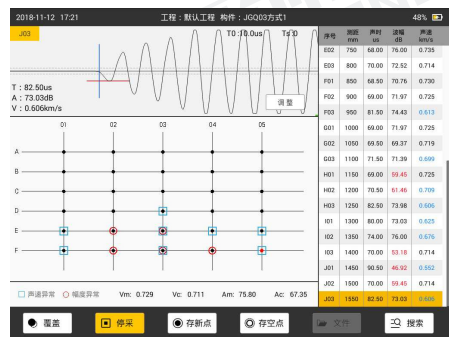 2018-11-12 17:21 工程：默认工程 构件：JGQ03方式1 48%
J03 T0 :10.0us Ts :0
T : 82.50us
A : 73.03dB
V : 0.606km/s
调 整
01 02 03 04 05
A
B
C
D
E
F
声速异常 幅度异常 Vm: 0.729 Vc: 0.711 Am: 75.80 Ac: 67.35
序号 测距 mm 声时 us 波幅 dB 声速 km/s
E02 750 68.00 76.00 0.735
E03 800 70.00 72.52 0.714
F01 850 68.50 70.76 0.730
F02 900 69.00 71.97 0.725
F03 950 81.50 74.43 0.613
G01 1000 69.00 71.97 0.725
G02 1050 69.50 69.37 0.719
G03 1100 71.50 71.39 0.699
H01 1150 69.00 59.45 0.725
H02 1200 70.50 61.46 0.709
H03 1250 82.50 73.98 0.606
I01 1300 80.00 73.03 0.625
I02 1350 74.00 76.00 0.676
I03 1400 70.00 53.18 0.714
J01 1450 90.50 46.92 0.552
J02 1500 70.00 59.45 0.714
J03 1550 82.50 73.03 0.606
覆盖 停采 存新点 存空点 文件 搜索